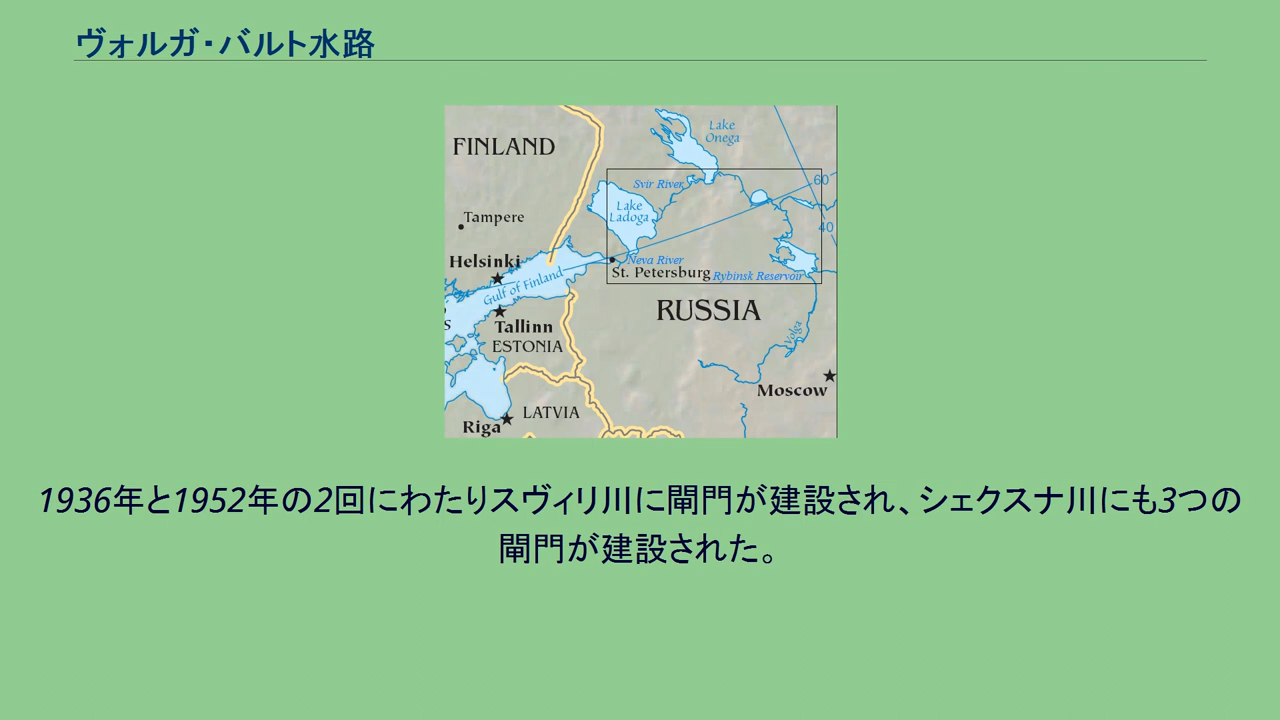 ヴォルガ・バルト水路
FINLAND
Lake
Onega
Svir River
60
Lake
Ladoga
Tampere
40
Helsinki
Neva River
St. Petersburg
Rybinsk Reservoir
Gulf of Finland
RUSSIA
S
Tallinn
ESTONIA
Volga
Moscow
LATVIA
Riga
1936年と1952年の2回にわたりスヴィリ川に閘門が建設され、シェクスナ川にも3つの
閘門が建設された。